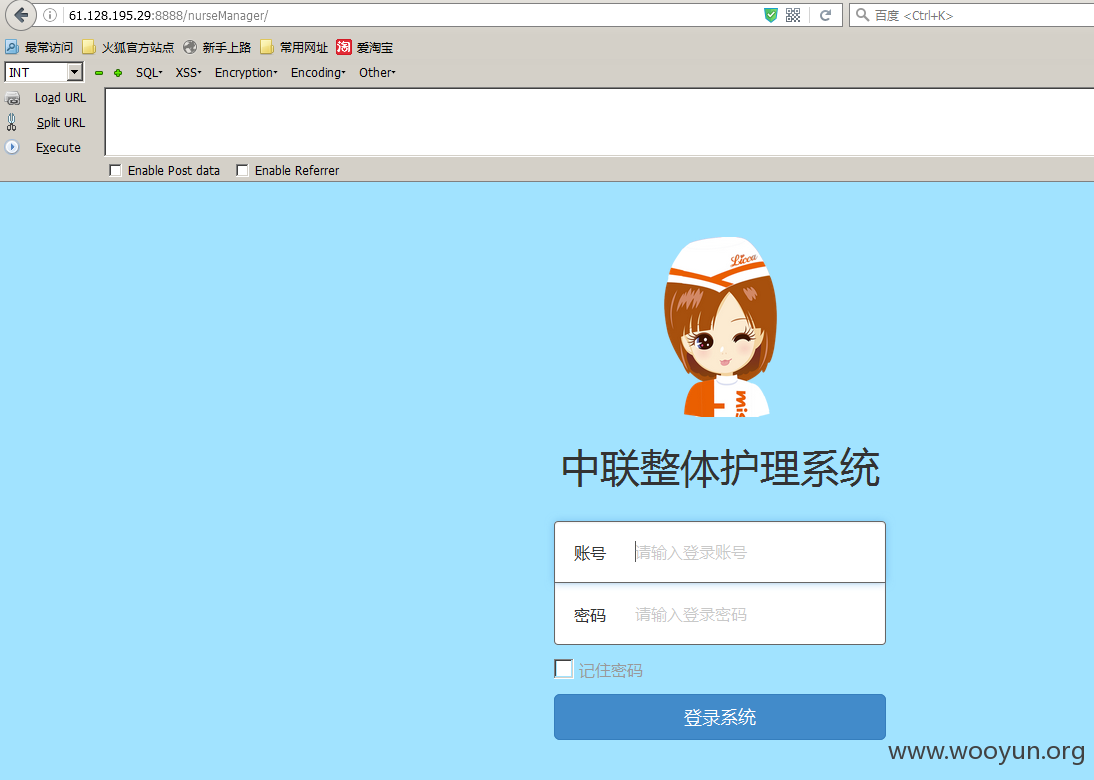 61.128.195.29:8888/nurseManager/
百度 <Ctrl+K>
最常访问 火狐官方站点 新手上路 常用网址 淘 爱淘宝
INT SQL XSS Encryption Encoding Other
Load URL
Split URL
Execute
Enable Post data Enable Referrer
Licca
中联整体护理系统
账号 请输入登录账号
密码 请输入登录密码
记住密码
登录系统
www.wooyun.org